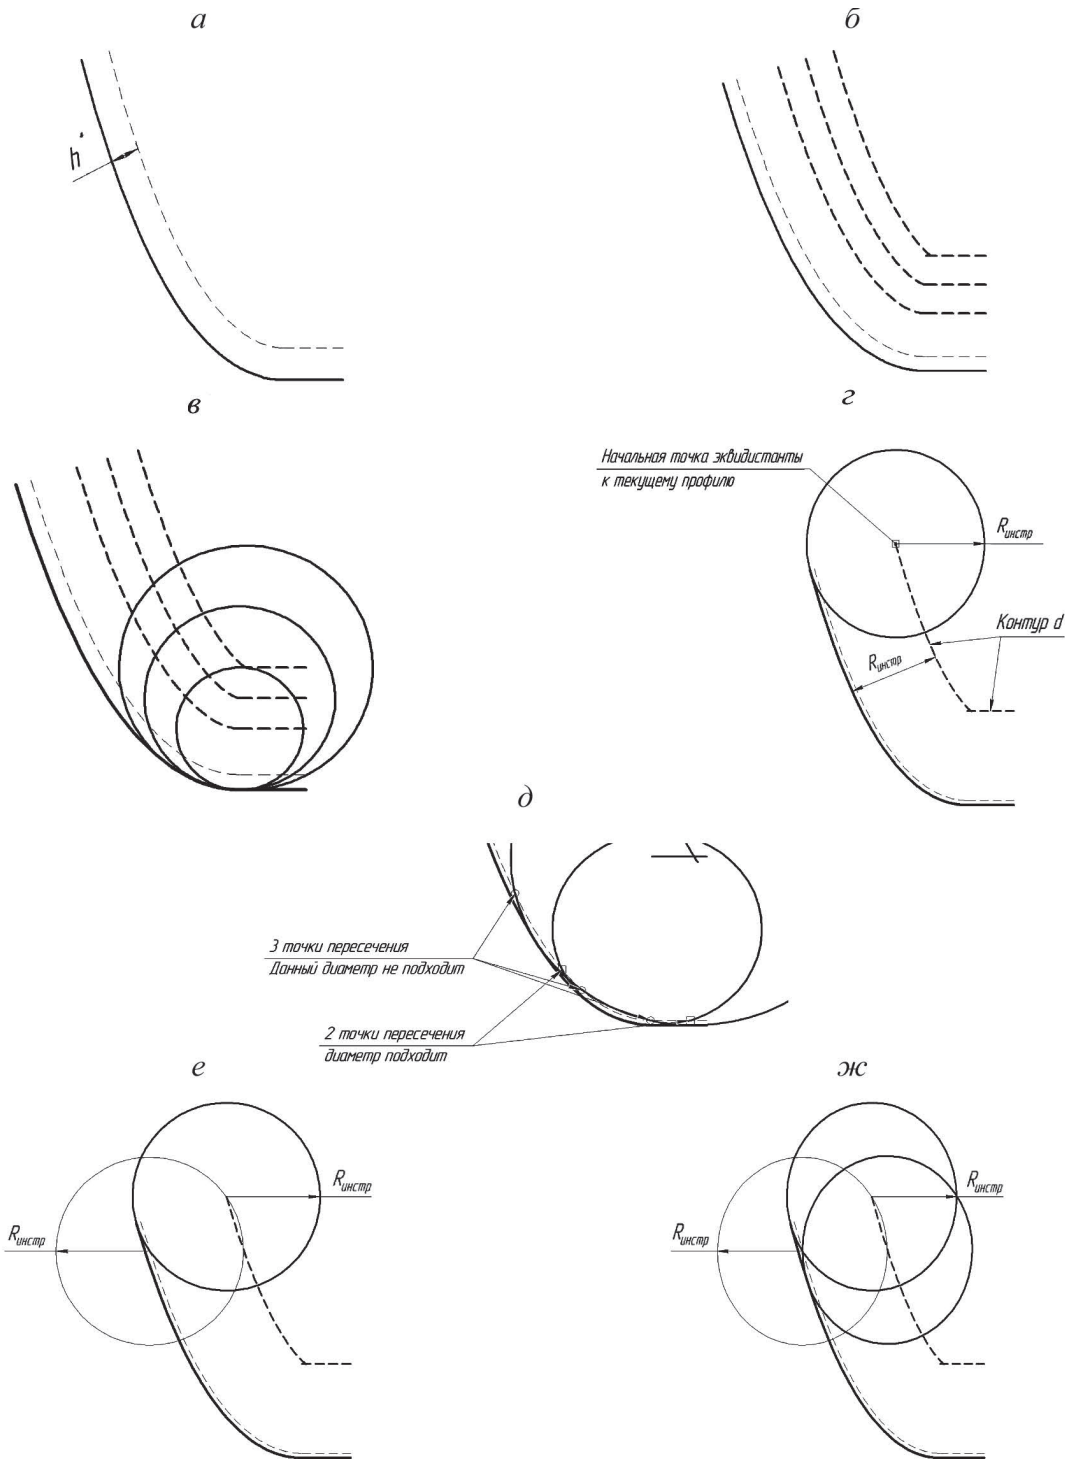 а
б
h*
в
г
Начальная точка эквидистанты
к текущему профилю
Rинстр
Контур d
Rинстр
д
3 точки пересечения
Данный диаметр не подходит
2 точки пересечения
диаметр подходит
е
ж
Rинстр
Rинстр
Rинстр
Rинстр